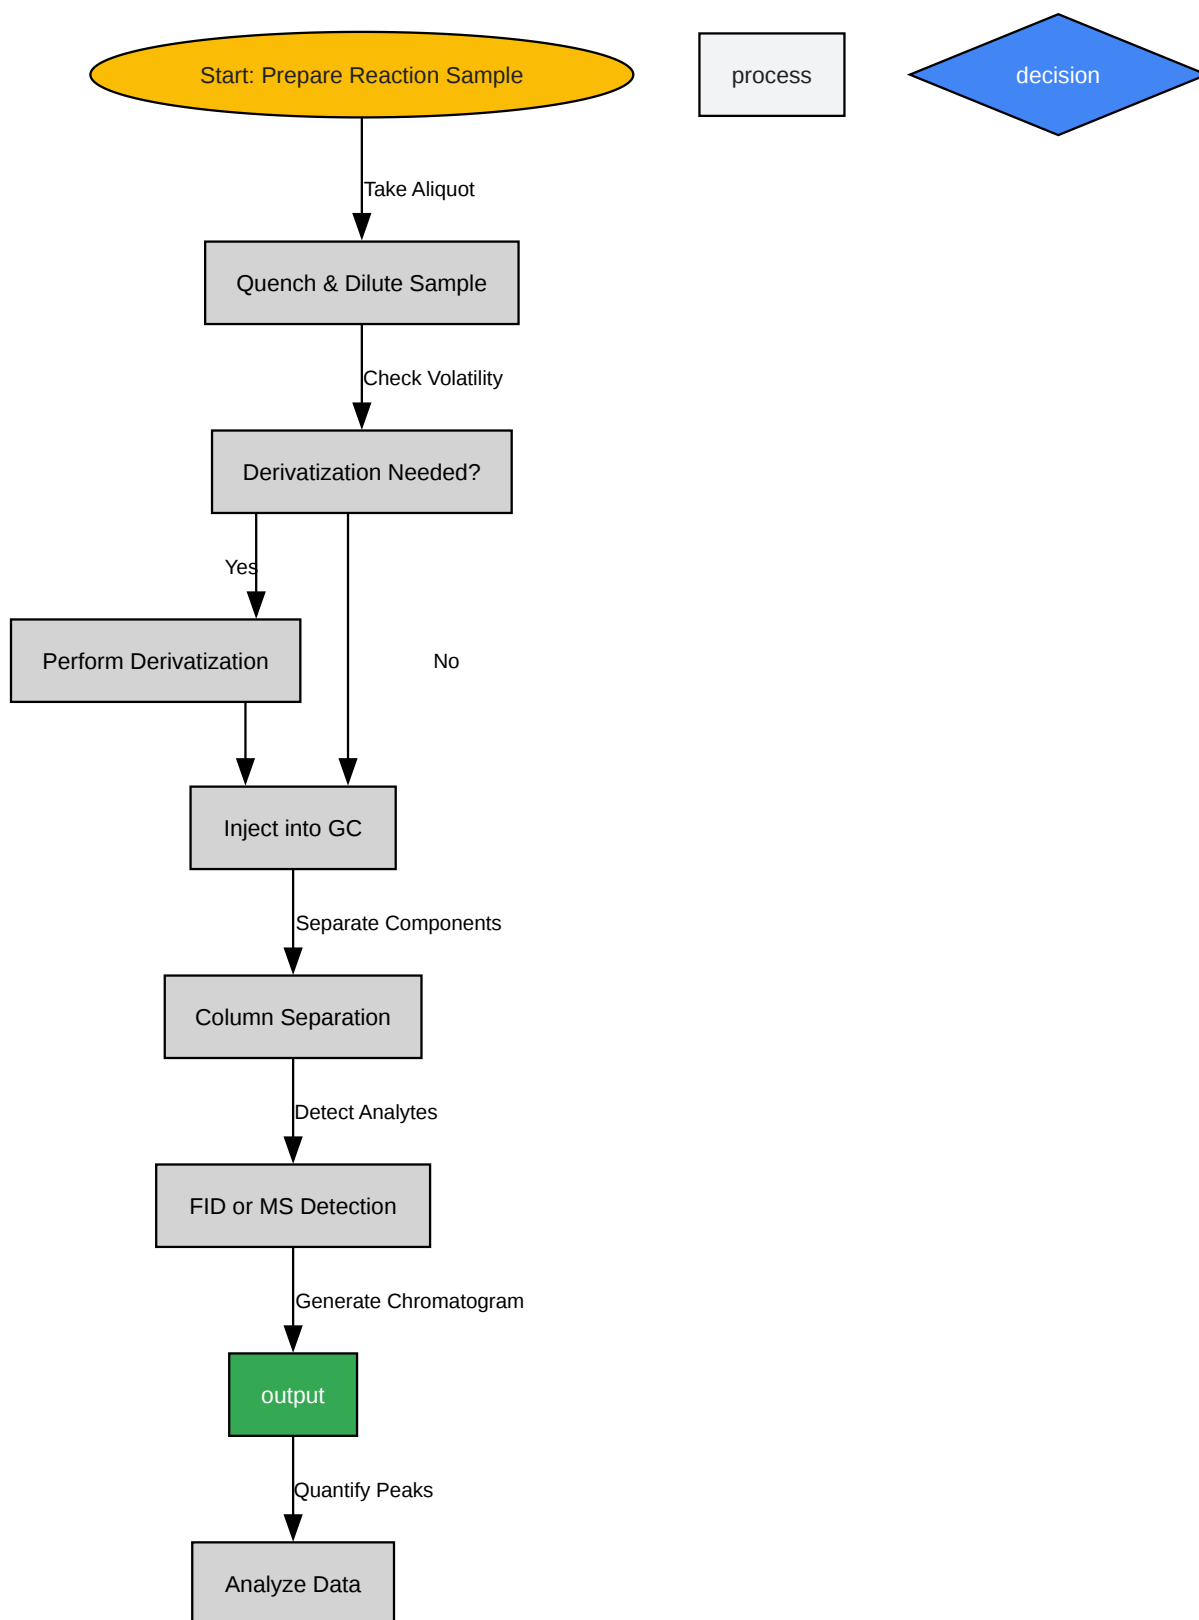 Start: Prepare Reaction Sample
process
decision
Take Aliquot
Quench & Dilute Sample
Check Volatility
Derivatization Needed?
Yes
Perform Derivatization
No
Inject into GC
Separate Components
Column Separation
Detect Analytes
FID or MS Detection
Generate Chromatogram
output
Quantify Peaks
Analyze Data